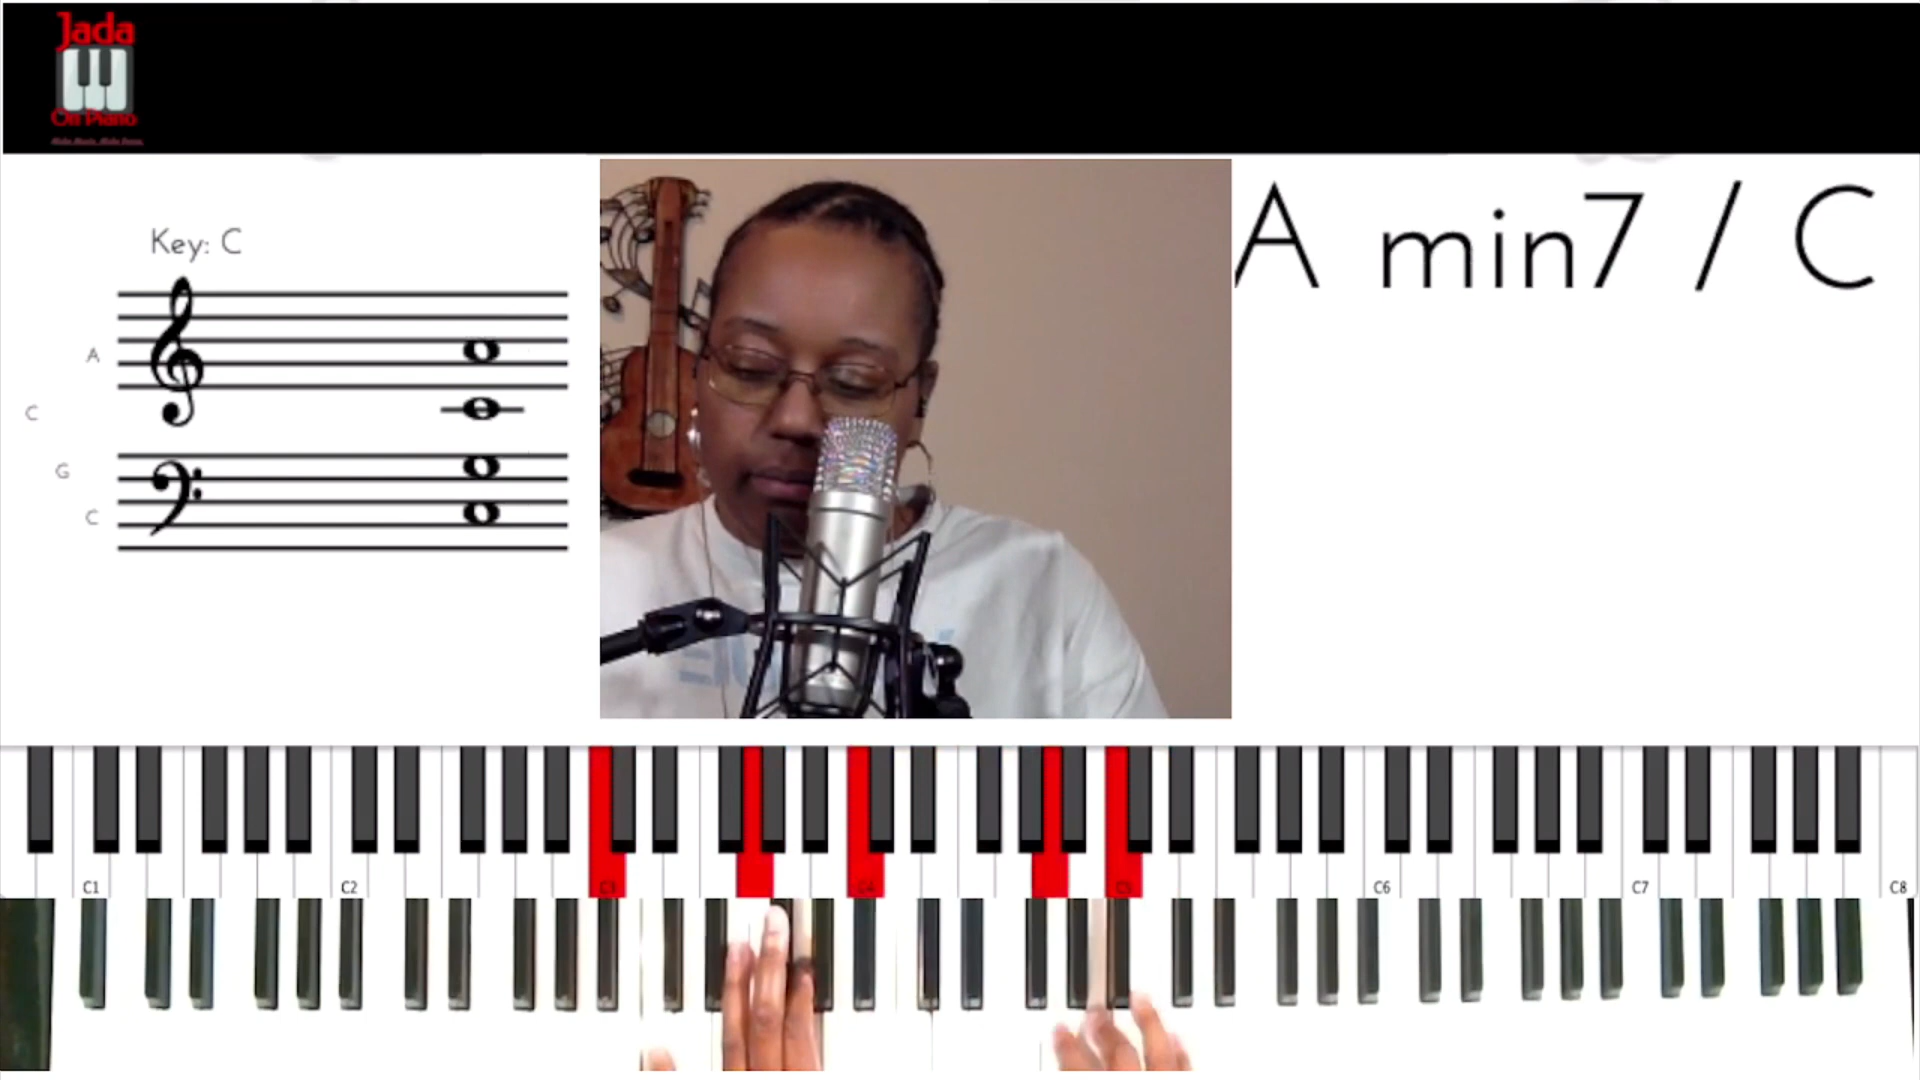 Jada
On Piano
Key: C
A min7 / C
A
C
G
C
C1
C2
C3
C4
C5
C6
C7
C8